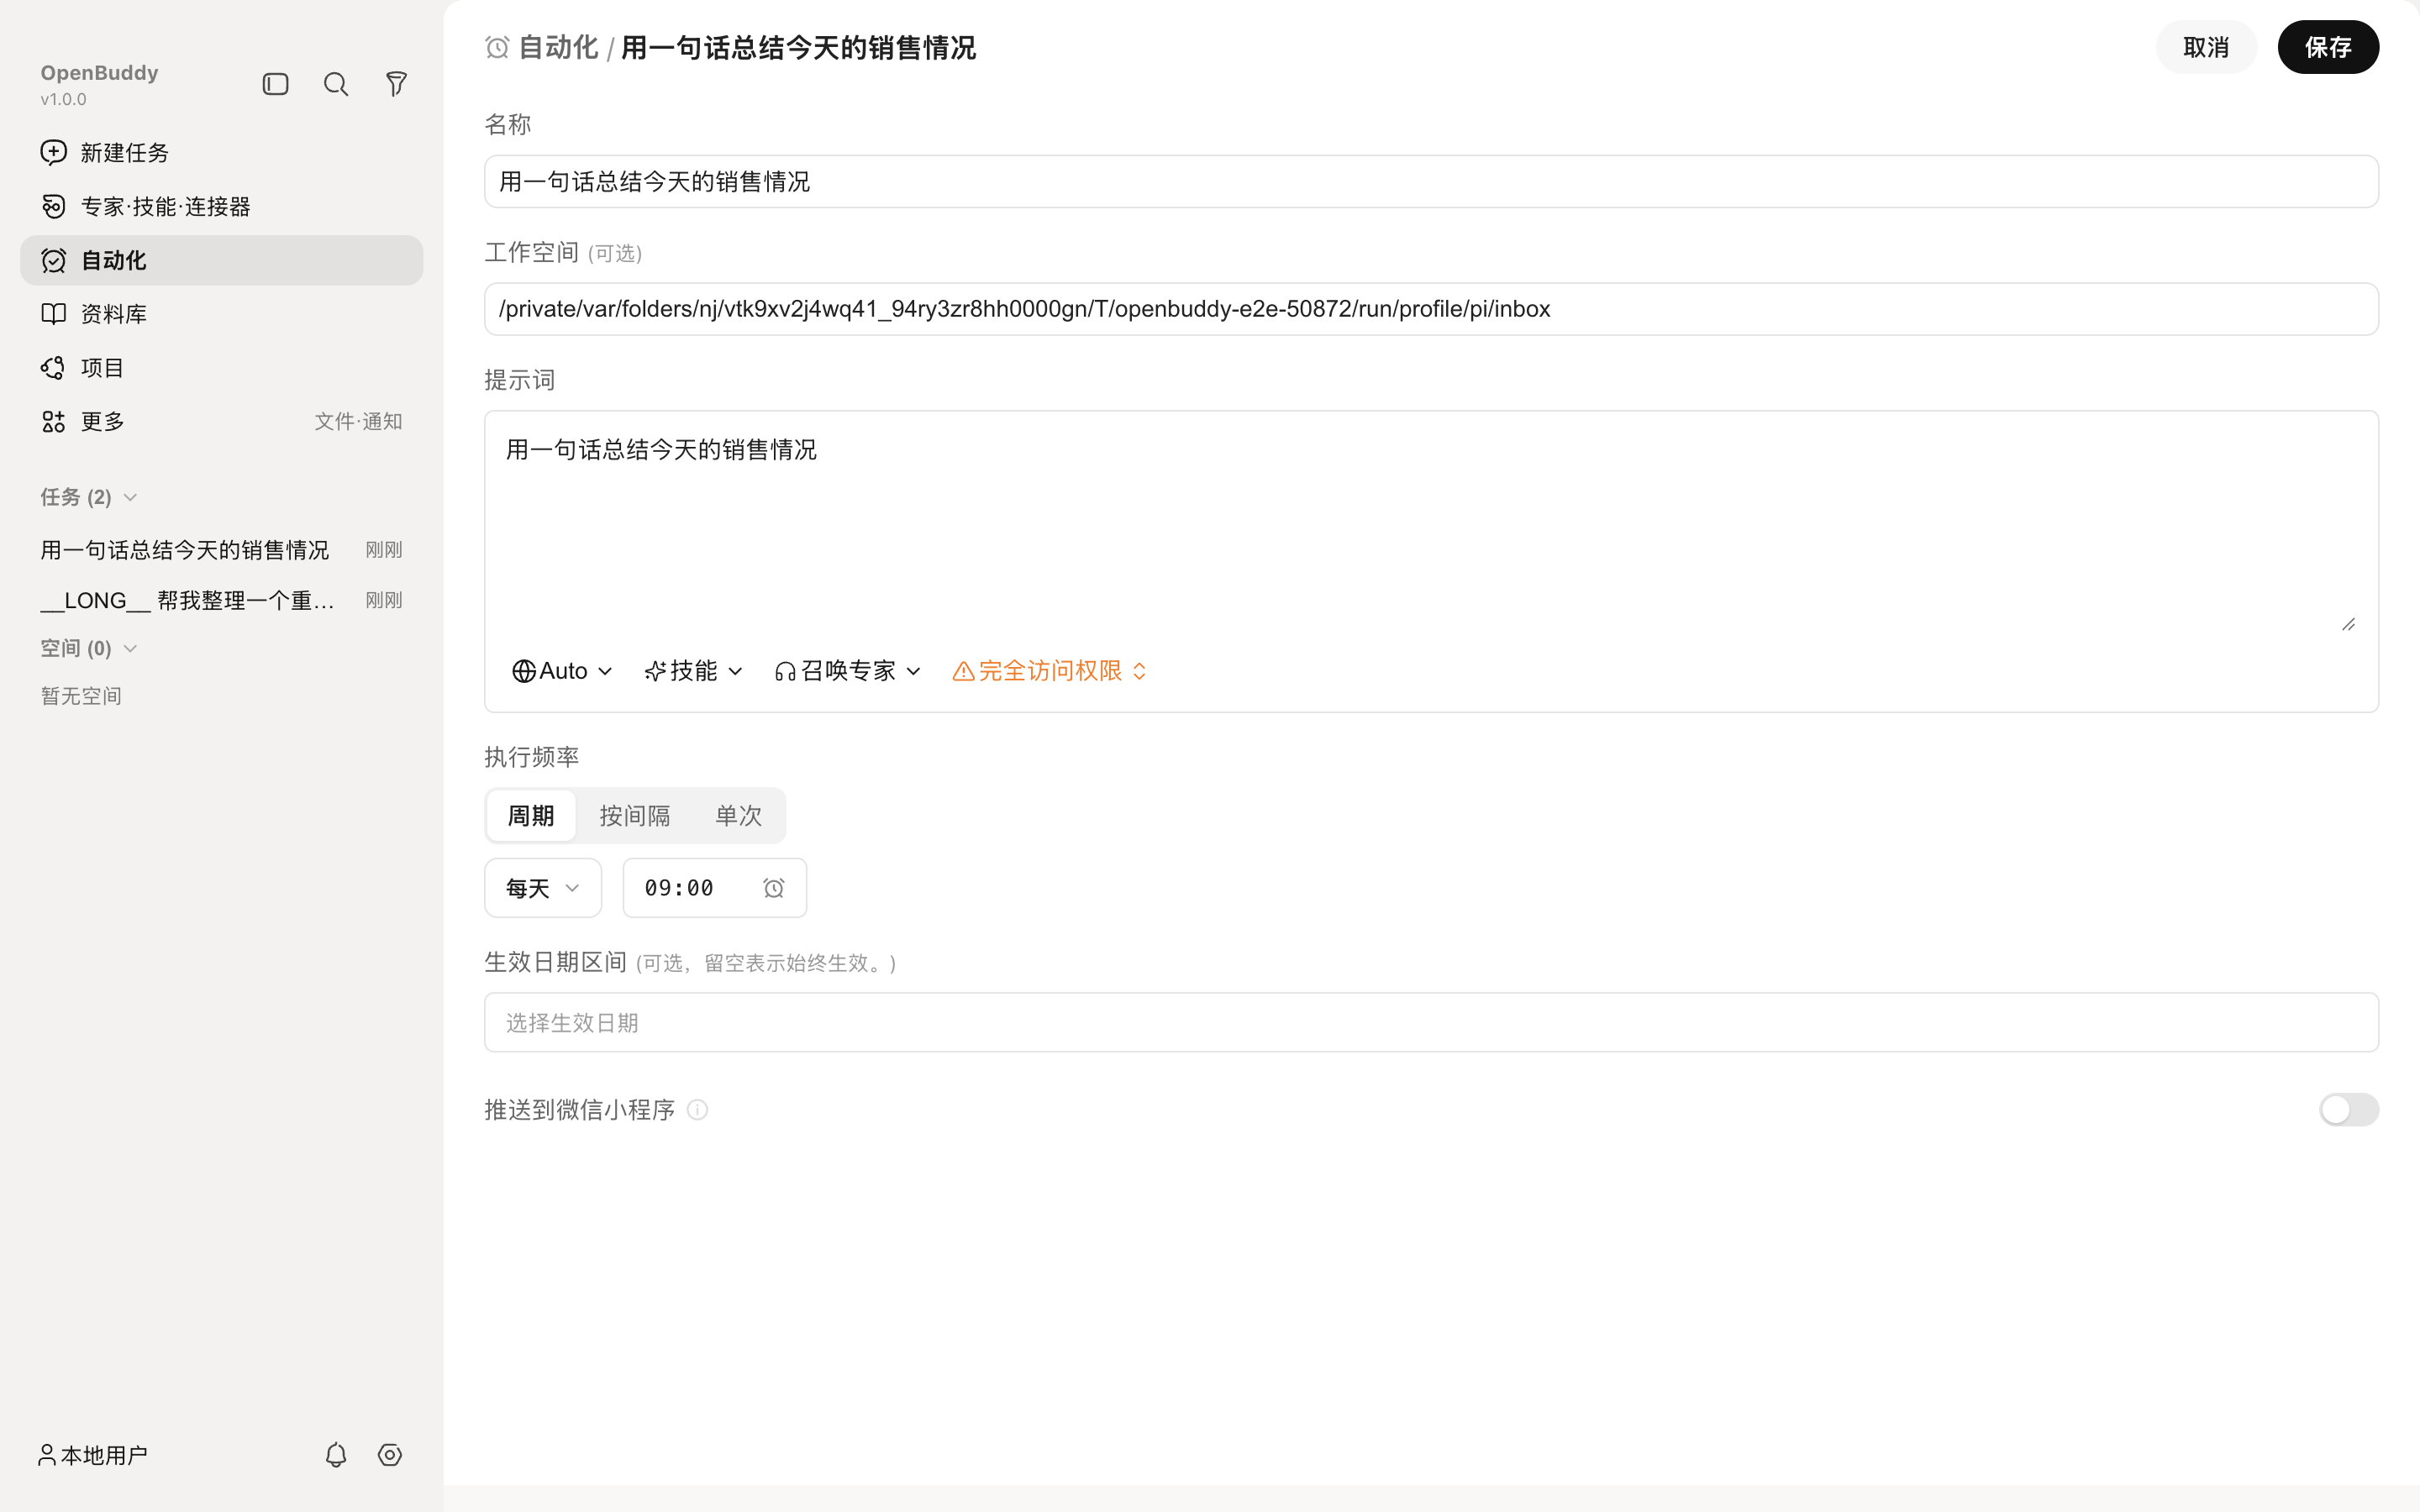 OpenBuddy
v1.0.0
新建任务
专家·技能·连接器
自动化
资料库
项目
更多 文件·通知
任务 (2)
用一句话总结今天的销售情况 刚刚
__LONG__ 帮我整理一个重… 刚刚
空间 (0)
暂无空间
本地用户
自动化 / 用一句话总结今天的销售情况
取消 保存
名称
用一句话总结今天的销售情况
工作空间 (可选)
/private/var/folders/nj/vtk9xv2j4wq41_94ry3zr8hh0000gn/T/openbuddy-e2e-50872/run/profile/pi/inbox
提示词
用一句话总结今天的销售情况
Auto 技能 召唤专家 完全访问权限
执行频率
周期 按间隔 单次
每天 09:00
生效日期区间 (可选，留空表示始终生效。)
选择生效日期
推送到微信小程序